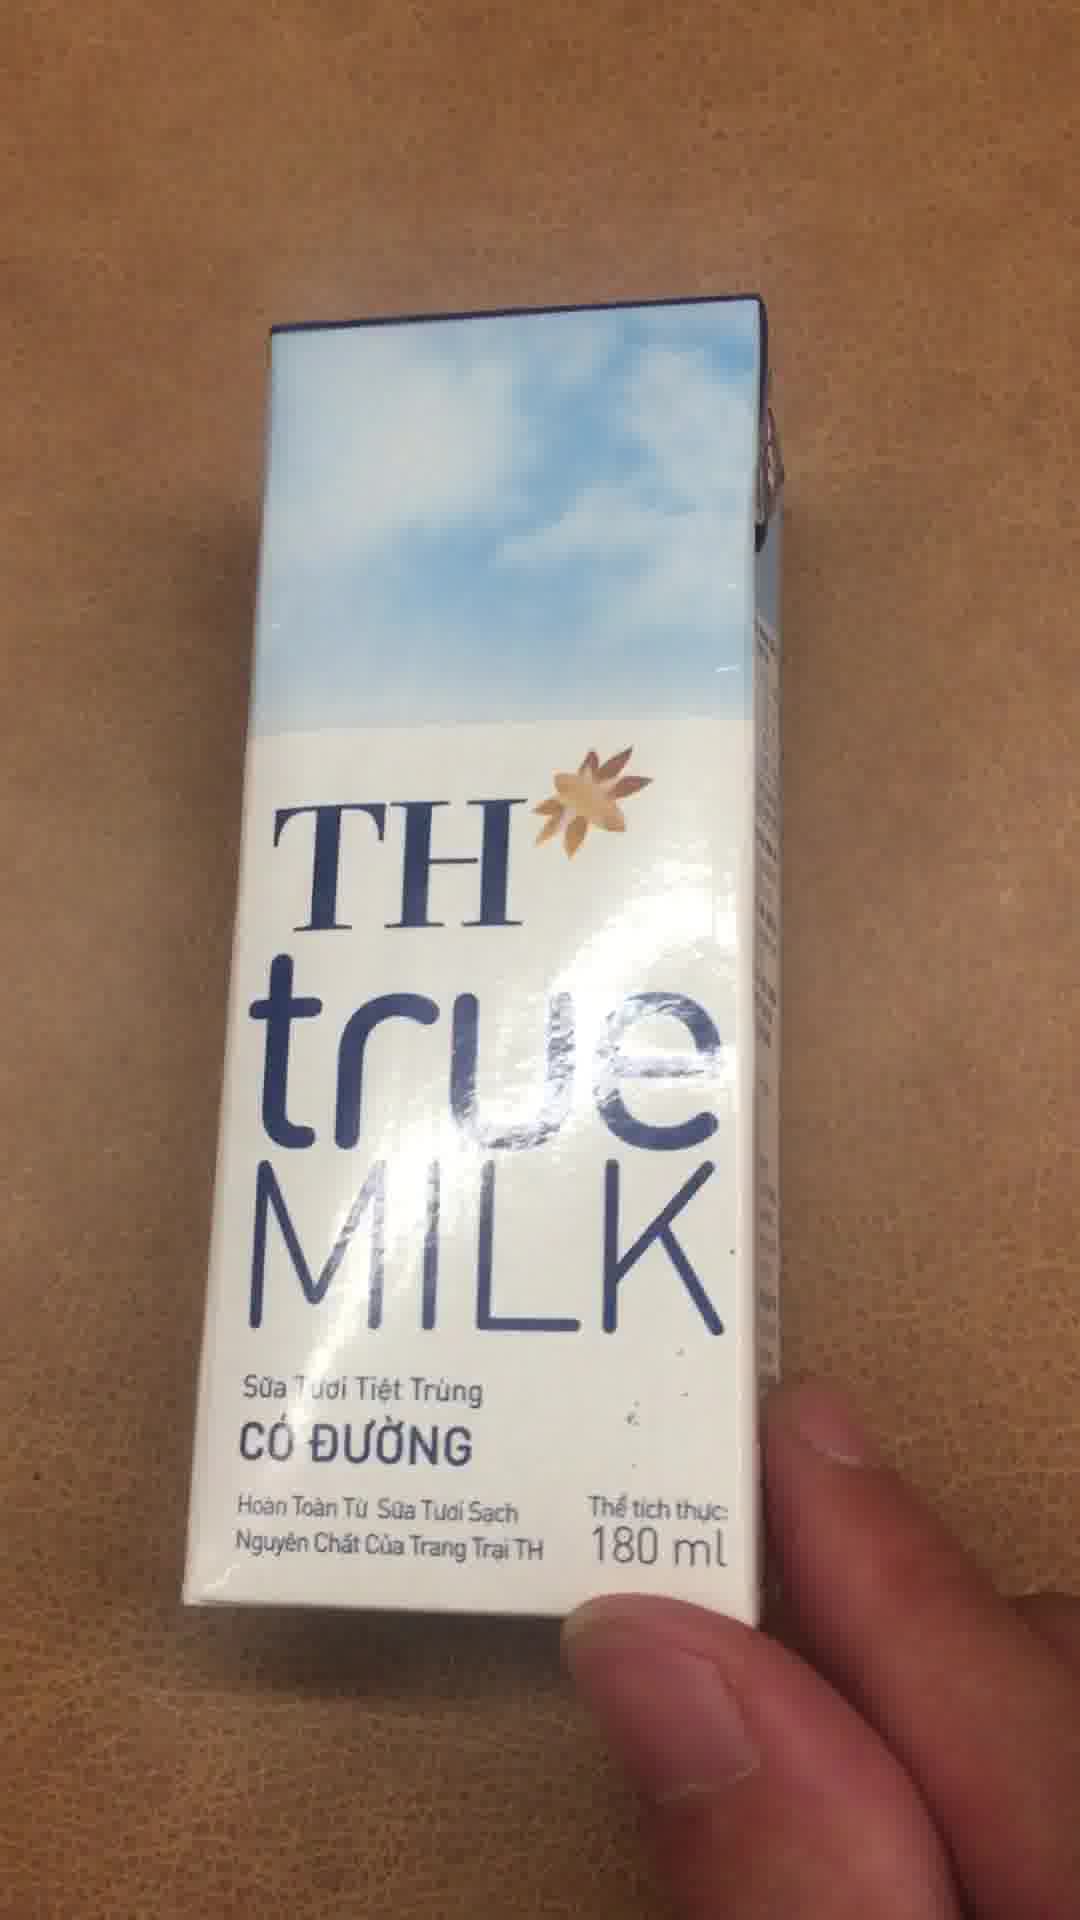 TH
true
MILK
Sữa Tươi Tiệt Trùng
CÓ ĐƯỜNG
Hoàn Toàn Từ Sữa Tươi Sạch
Nguyên Chất Của Trang Trại TH
Thể tích thực:
180 ml